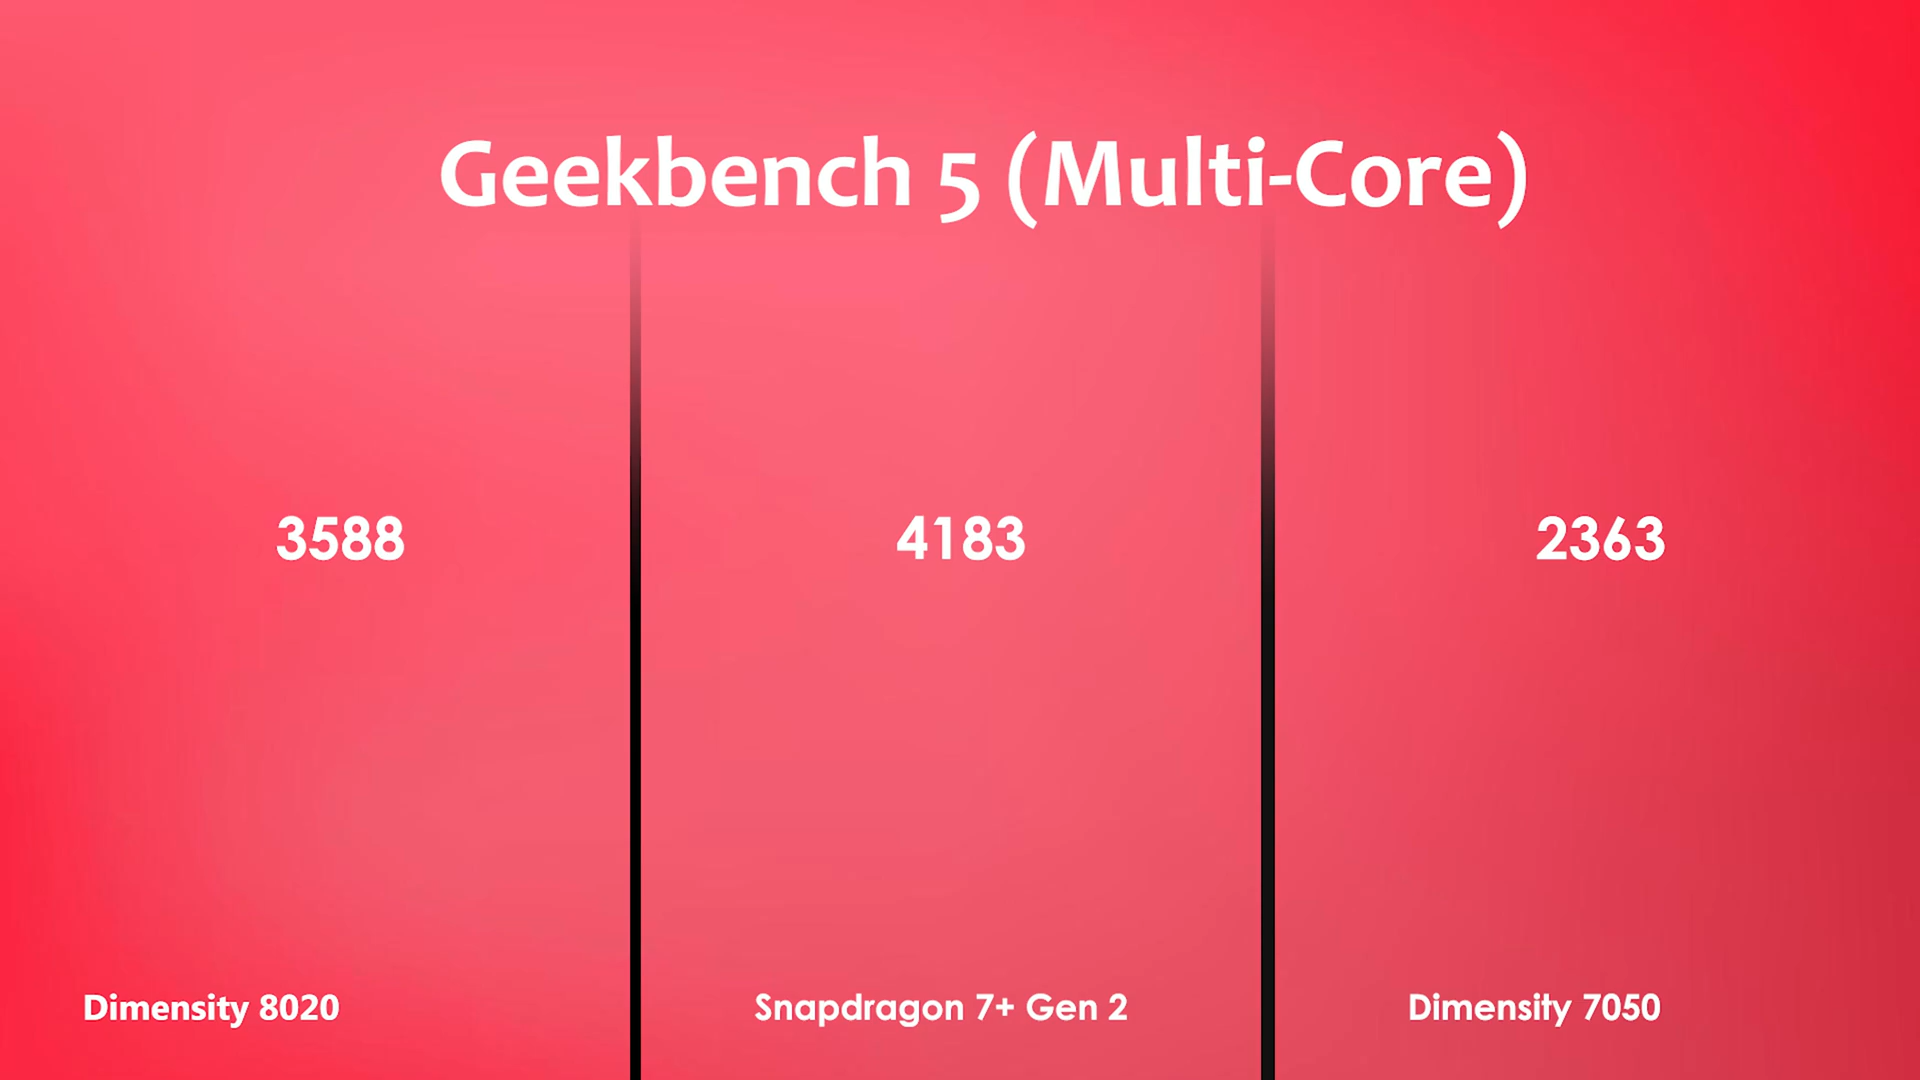 Geekbench 5 (Multi-Core)
3588
4183
2363
Dimensity 8020
Snapdragon 7+ Gen 2
Dimensity 7050